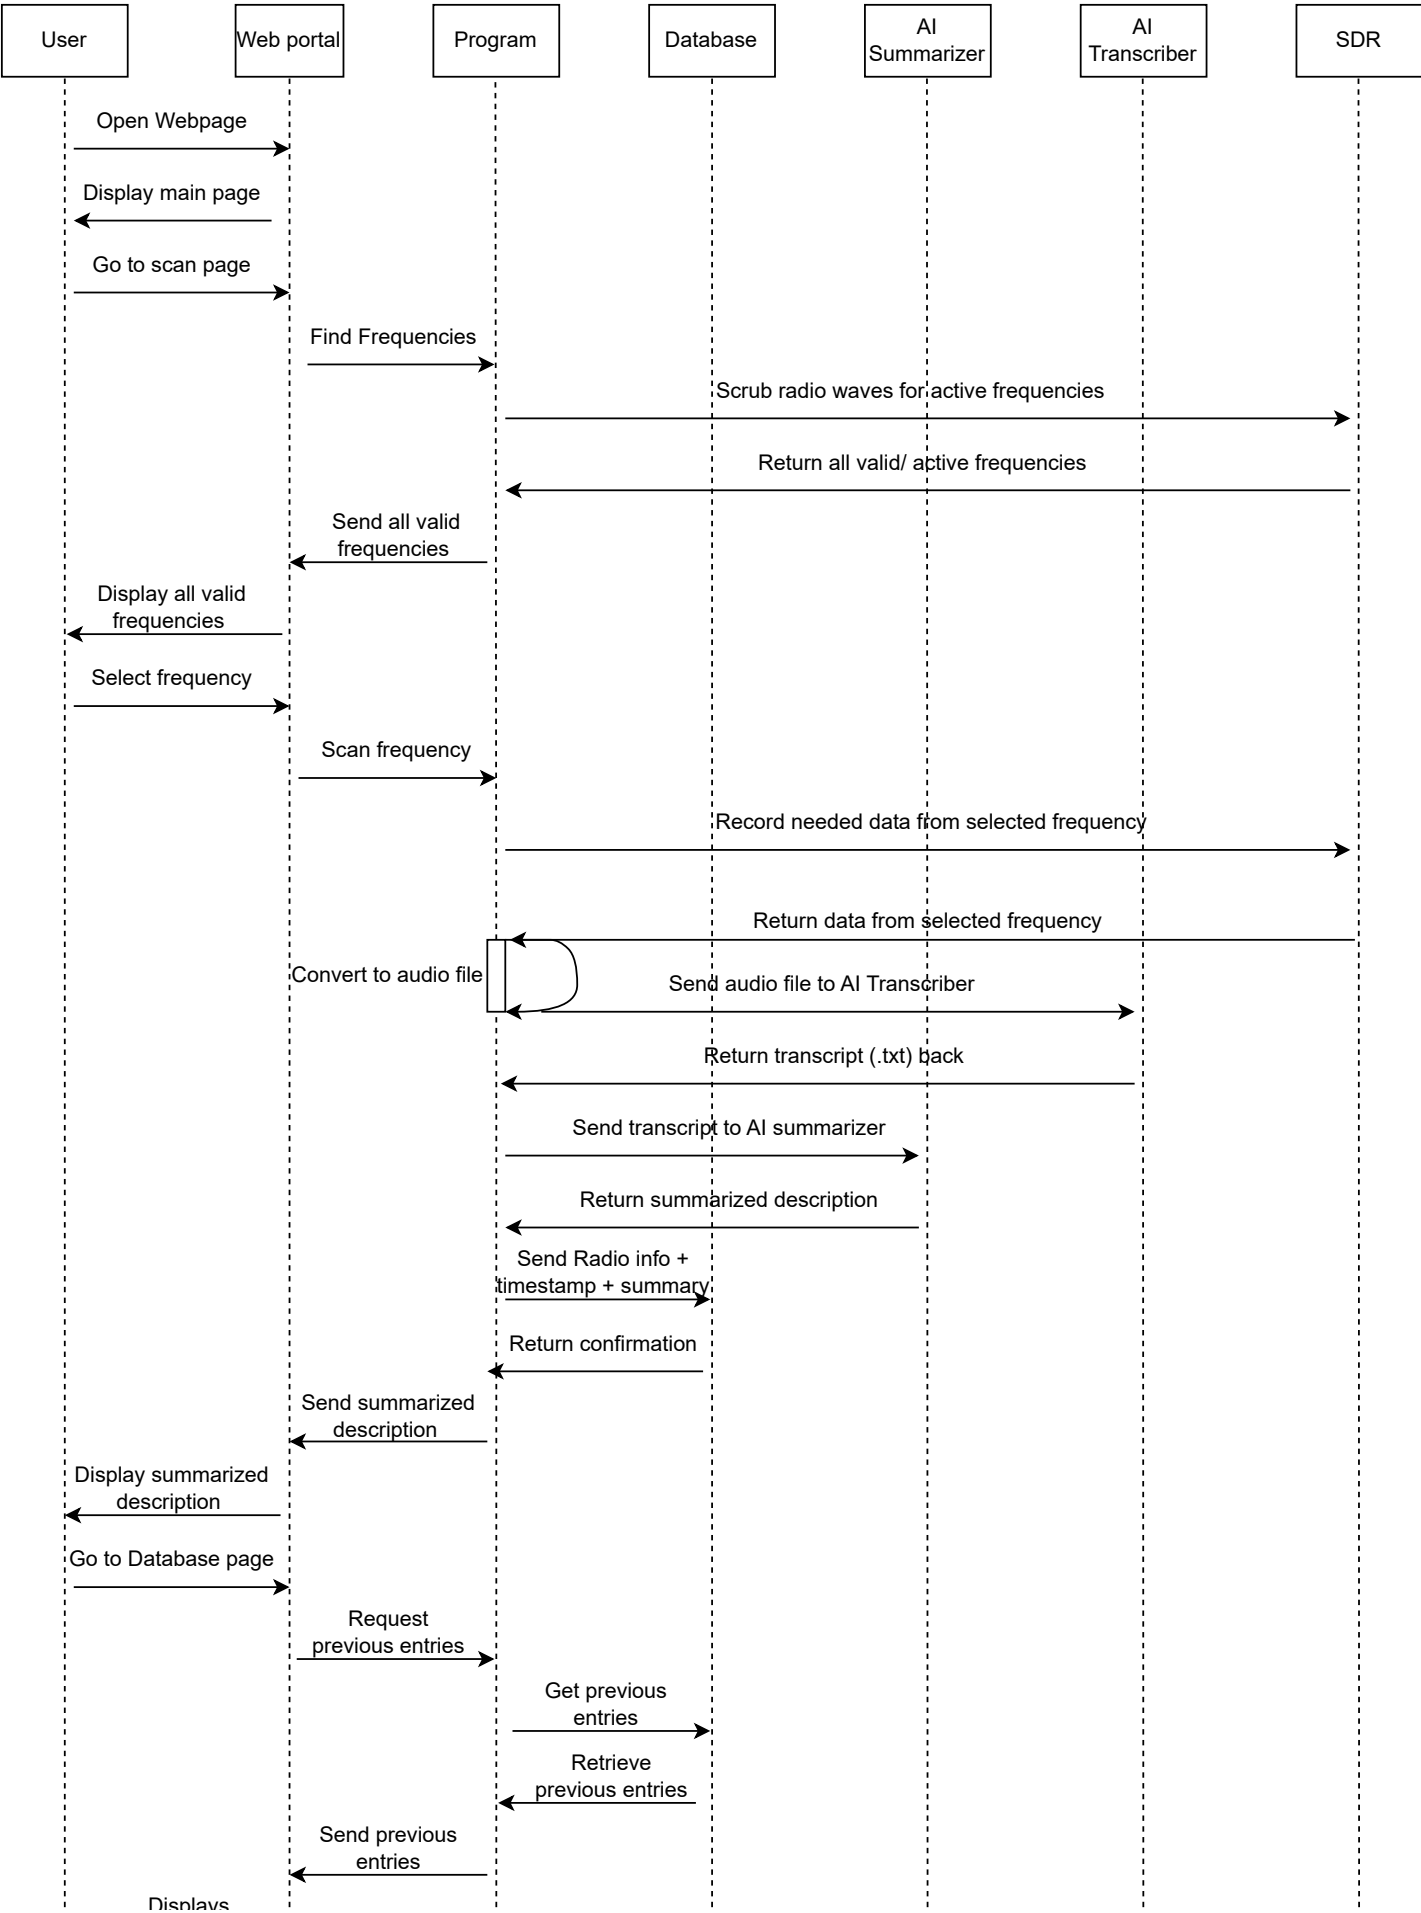 User
Web portal
Program
Database
AI
Summarizer
AI
Transcriber
SDR
Open Webpage
Display main page
Go to scan page
Find Frequencies
Scrub radio waves for active frequencies
Return all valid/ active frequencies
Send all valid
frequencies
Display all valid
frequencies
Select frequency
Scan frequency
Record needed data from selected frequency
Return data from selected frequency
Convert to audio file
Send audio file to AI Transcriber
Return transcript (.txt) back
Send transcript to AI summarizer
Return summarized description
Send Radio info +
timestamp + summary
Return confirmation
Send summarized
description
Display summarized
description
Go to Database page
Request
previous entries
Get previous
entries
Retrieve
previous entries
Send previous
entries
Displays